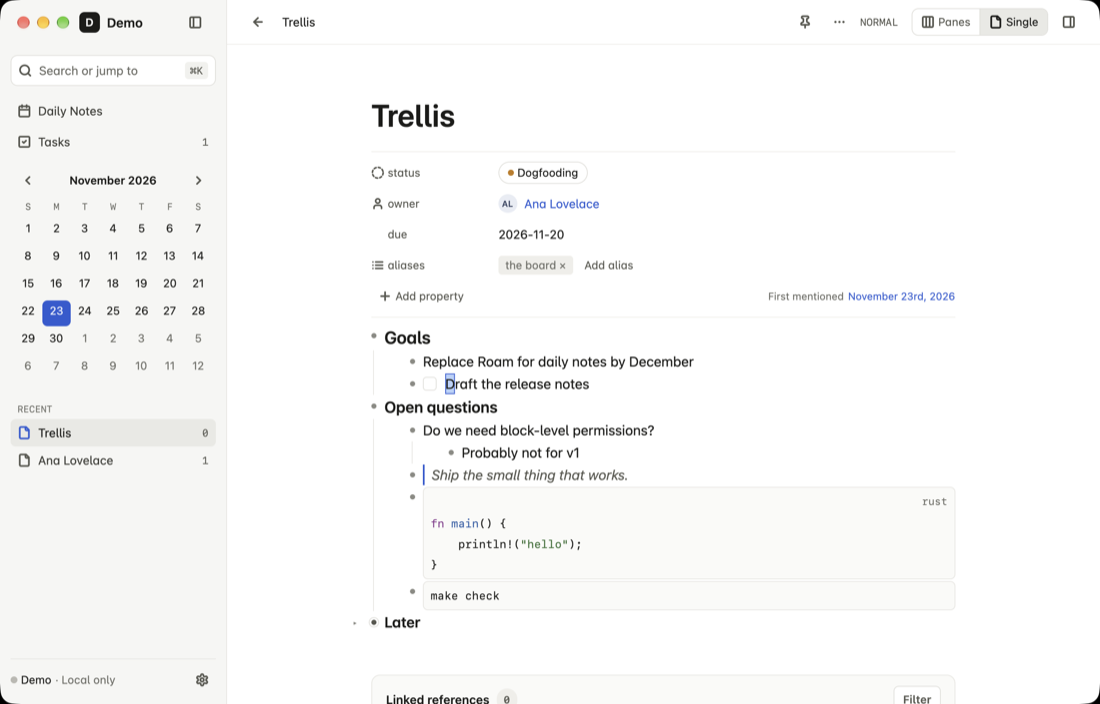 D Demo
Search or jump to ⌘K
Daily Notes
Tasks 1
November 2026
S M T W T F S
1 2 3 4 5 6 7
8 9 10 11 12 13 14
15 16 17 18 19 20 21
22 23 24 25 26 27 28
29 30 1 2 3 4 5
6 7 8 9 10 11 12
RECENT
Trellis 0
Ana Lovelace 1
Demo · Local only
Trellis
NORMAL
Panes
Single
Trellis
status Dogfooding
owner AL Ana Lovelace
due 2026-11-20
aliases the board × Add alias
+ Add property First mentioned November 23rd, 2026
Goals
Replace Roam for daily notes by December
Draft the release notes
Open questions
Do we need block-level permissions?
Probably not for v1
Ship the small thing that works.
rust
fn main() {
    println!("hello");
}
make check
Later
Linked references 0 Filter